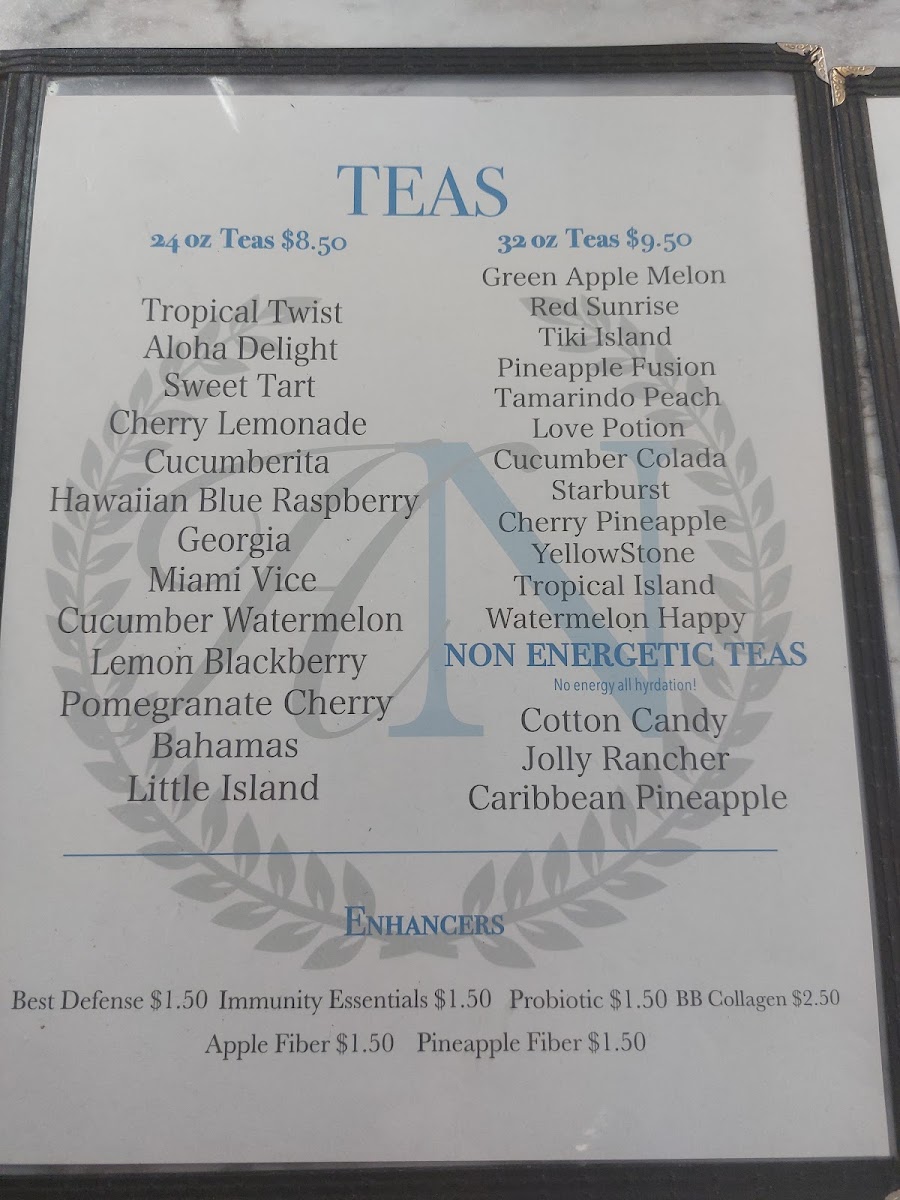 TEAS
24 oz Teas $8.50
Tropical Twist
Aloha Delight
Sweet Tart
Cherry Lemonade
Cucumberita
Hawaiian Blue Raspberry
Georgia
Miami Vice
Cucumber Watermelon
Lemon Blackberry
Pomegranate Cherry
Bahamas
Little Island
32 oz Teas $9.50
Green Apple Melon
Red Sunrise
Tiki Island
Pineapple Fusion
Tamarindo Peach
Love Potion
Cucumber Colada
Starburst
Cherry Pineapple
YellowStone
Tropical Island
Watermelon Happy
NON ENERGETIC TEAS
No energy all hyrdation!
Cotton Candy
Jolly Rancher
Caribbean Pineapple
ENHANCERS
Best Defense $1.50 Immunity Essentials $1.50 Probiotic $1.50 BB Collagen $2.50
Apple Fiber $1.50 Pineapple Fiber $1.50